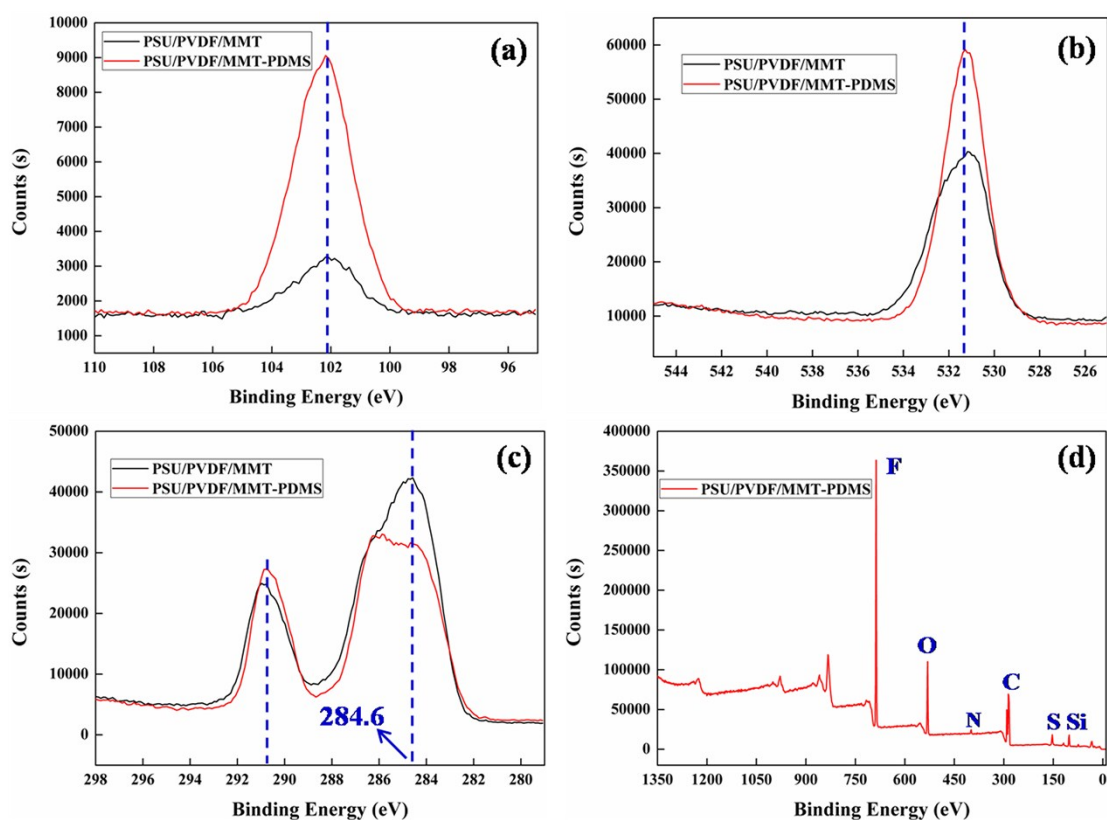 10000
9000
8000
7000
6000
5000
4000
3000
2000
1000
Counts (s)
PSU/PVDF/MMT
PSU/PVDF/MMT-PDMS
(a)
110 108 106 104 102 100 98 96
Binding Energy (eV)
60000
50000
40000
30000
20000
10000
Counts (s)
PSU/PVDF/MMT
PSU/PVDF/MMT-PDMS
(b)
544 542 540 538 536 534 532 530 528 526
Binding Energy (eV)
50000
40000
30000
20000
10000
0
Counts (s)
PSU/PVDF/MMT
PSU/PVDF/MMT-PDMS
(c)
284.6
298 296 294 292 290 288 286 284 282 280
Binding Energy (eV)
400000
350000
300000
250000
200000
150000
100000
50000
0
Counts (s)
PSU/PVDF/MMT-PDMS
(d)
F
O
N
C
S Si
1350 1200 1050 900 750 600 450 300 150 0
Binding Energy (eV)